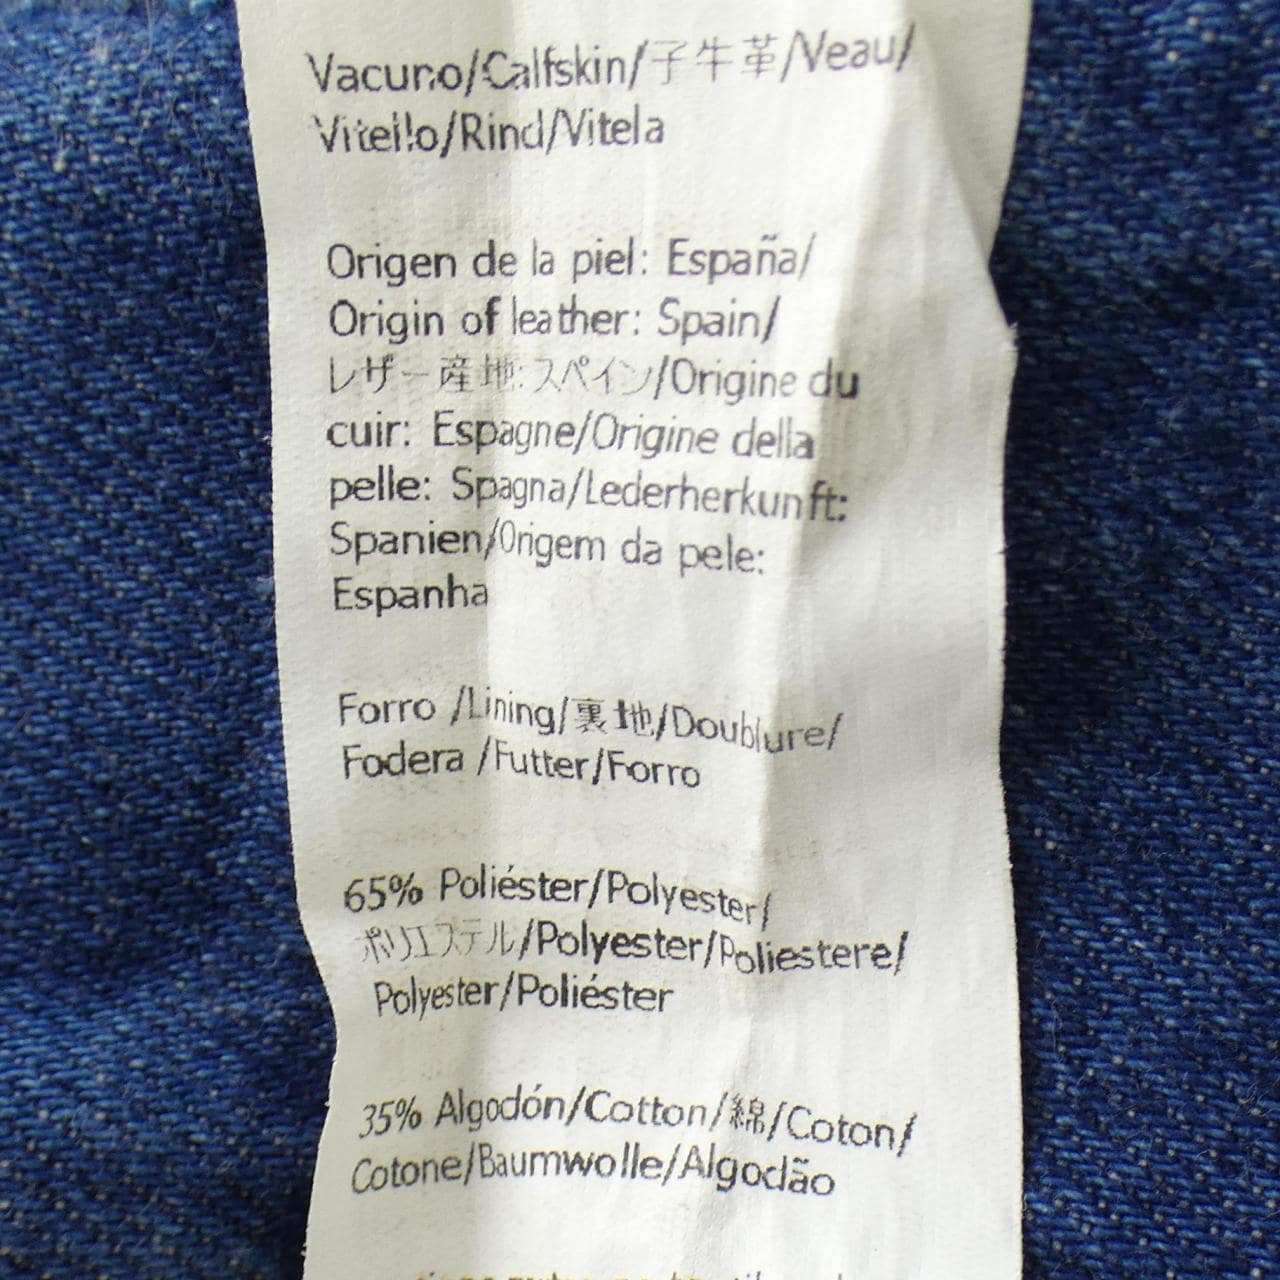 Vacuno/Calfskin/子牛革/Veau/
Vitello/Rind/Vitela
Origen de la piel: España/
Origin of leather: Spain/
レザー産地:スペイン/Origine du
cuir: Espagne/Origine della
pelle: Spagna/Lederherkunft:
Spanien/Origem da pele:
Espanha
Forro /Lining/裏地/Doublure/
Fodera /Futter/Forro
65% Poliéster/Polyester/
ポリエステル/Polyester/Poliestere/
Polyester/Poliéster
35% Algodón/Cotton/綿/Coton/
Cotone/Baumwolle/Algodão